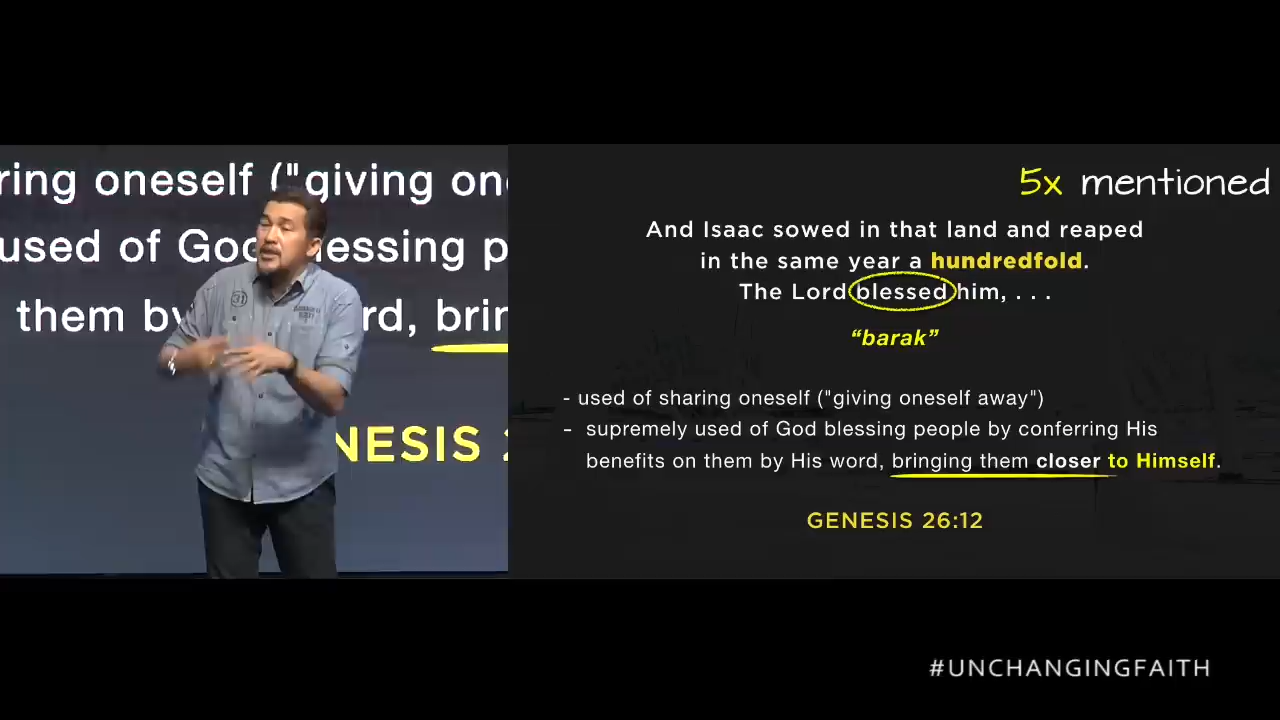 ring oneself ("giving on
used of God blessing p
them by rd, brin
NESIS 2
31
5x mentioned
And Isaac sowed in that land and reaped
in the same year a hundredfold.
The Lord blessed him, . . .
“barak”
- used of sharing oneself ("giving oneself away")
– supremely used of God blessing people by conferring His
benefits on them by His word, bringing them closer to Himself.
GENESIS 26:12
#UNCHANGINGFAITH